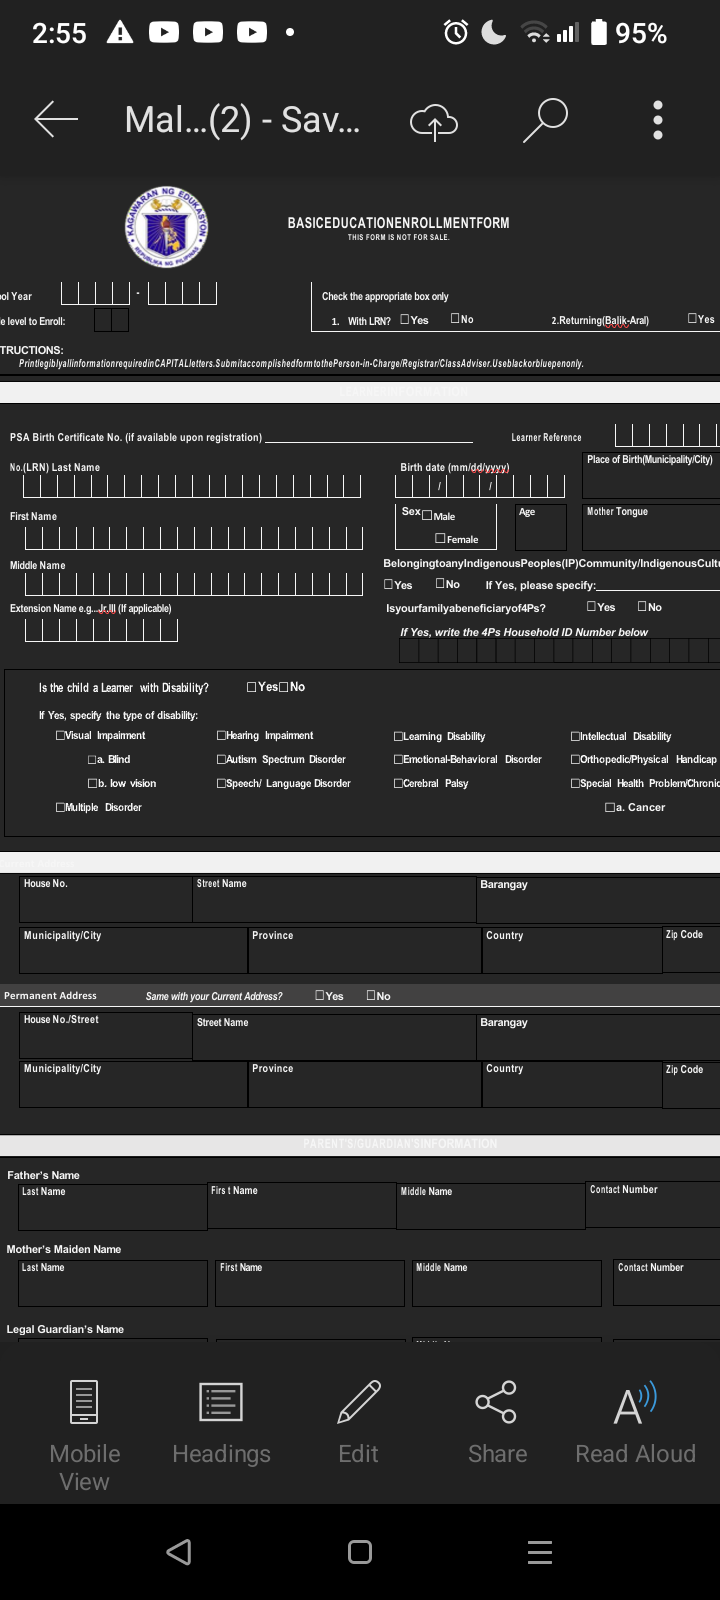 2:55 95%
Mal...(2) - Sav...
KAGAWARAN NG EDUKASYON
REPUBLIKA NG PILIPINAS
BASICEDUCATIONENROLLMENTFORM
THIS FORM IS NOT FOR SALE.
ool Year -
Check the appropriate box only
e level to Enroll:
1. With LRN? ☐Yes ☐No 2.Returning(Balik-Aral) ☐Yes
TRUCTIONS:
PrintlegiblyallinformationrequiredinCAPITALletters.SubmitaccomplishedformtothePerson-in-Charge/Registrar/ClassAdviser.Useblackorbluepenonly.
PSA Birth Certificate No. (if available upon registration) Learner Reference
No.(LRN) Last Name Birth date (mm/dd/yyyy) Place of Birth(Municipality/City)
/ /
First Name Sex ☐Male Age Mother Tongue
☐Female
Middle Name BelongingtoanyIndigenousPeoples(IP)Community/IndigenousCultu
☐Yes ☐No If Yes, please specify:
Extension Name e.g...Jr.III (If applicable) Isyourfamilyabeneficiaryof4Ps? ☐Yes ☐No
If Yes, write the 4Ps Household ID Number below
Is the child a Learner with Disability? ☐Yes☐No
If Yes, specify the type of disability:
☐Visual Impairment ☐Hearing Impairment ☐Learning Disability ☐Intellectual Disability
☐a. Blind ☐Autism Spectrum Disorder ☐Emotional-Behavioral Disorder ☐Orthopedic/Physical Handicap
☐b. low vision ☐Speech/ Language Disorder ☐Cerebral Palsy ☐Special Health Problem/Chronic
☐Multiple Disorder ☐a. Cancer
House No. Street Name Barangay
Municipality/City Province Country Zip Code
Permanent Address Same with your Current Address? ☐Yes ☐No
House No./Street Street Name Barangay
Municipality/City Province Country Zip Code
PARENT'S/GUARDIAN'SINFORMATION
Father's Name
Last Name Firs t Name Middle Name Contact Number
Mother's Maiden Name
Last Name First Name Middle Name Contact Number
Legal Guardian's Name
Mobile View
Headings
Edit
Share
Read Aloud